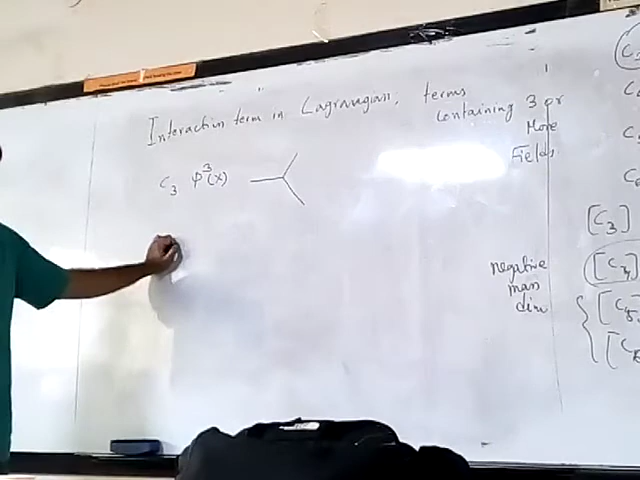 Interaction term in Lagrangian; terms
containing 3 or
More
Fields
C₃ φ³(x)
negative
mass
dim
[C₃]
[C₄]